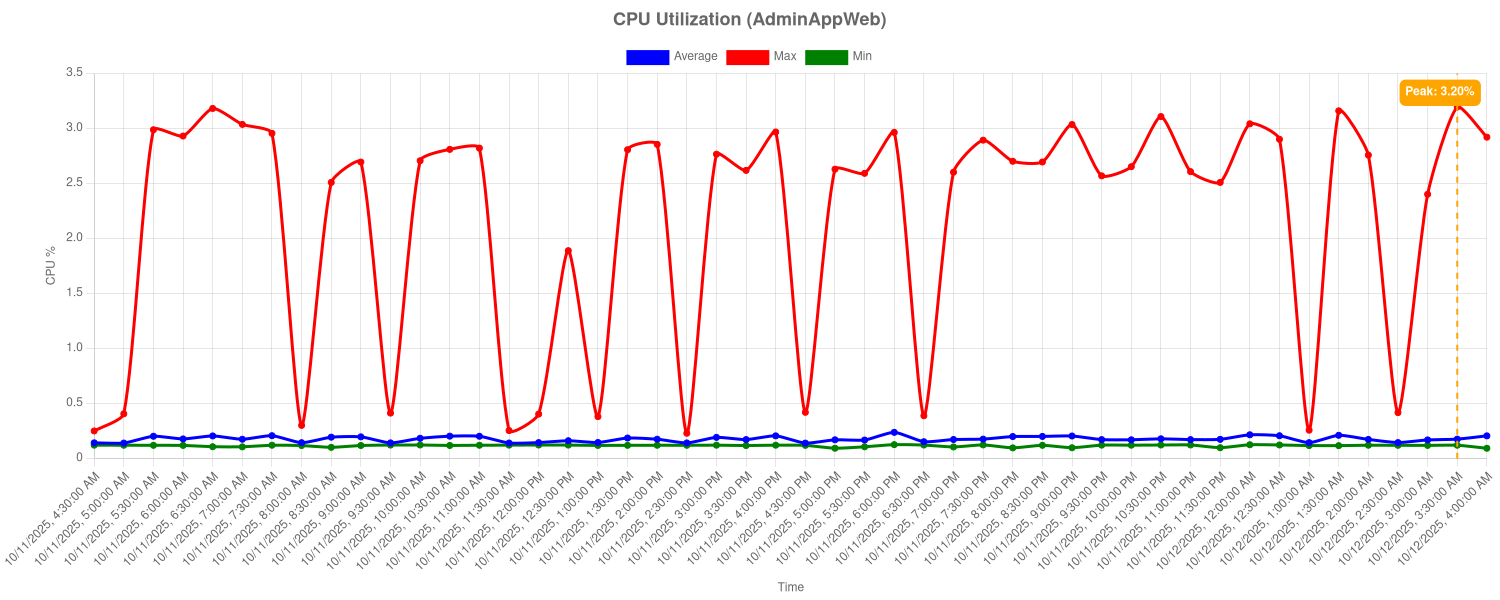 CPU Utilization (AdminAppWeb)
Average
Max
Min
Peak: 3.20%
3.5
3.0
2.5
2.0
1.5
1.0
0.5
0
CPU %
10/11/2025, 4:30:00 AM
10/11/2025, 5:00:00 AM
10/11/2025, 5:30:00 AM
10/11/2025, 6:00:00 AM
10/11/2025, 6:30:00 AM
10/11/2025, 7:00:00 AM
10/11/2025, 7:30:00 AM
10/11/2025, 8:00:00 AM
10/11/2025, 8:30:00 AM
10/11/2025, 9:00:00 AM
10/11/2025, 9:30:00 AM
10/11/2025, 10:00:00 AM
10/11/2025, 10:30:00 AM
10/11/2025, 11:00:00 AM
10/11/2025, 11:30:00 AM
10/11/2025, 12:00:00 PM
10/11/2025, 12:30:00 PM
10/11/2025, 1:00:00 PM
10/11/2025, 1:30:00 PM
10/11/2025, 2:00:00 PM
10/11/2025, 2:30:00 PM
10/11/2025, 3:00:00 PM
10/11/2025, 3:30:00 PM
10/11/2025, 4:00:00 PM
10/11/2025, 4:30:00 PM
10/11/2025, 5:00:00 PM
10/11/2025, 5:30:00 PM
10/11/2025, 6:00:00 PM
10/11/2025, 6:30:00 PM
10/11/2025, 7:00:00 PM
10/11/2025, 7:30:00 PM
10/11/2025, 8:00:00 PM
10/11/2025, 8:30:00 PM
10/11/2025, 9:00:00 PM
10/11/2025, 9:30:00 PM
10/11/2025, 10:00:00 PM
10/11/2025, 10:30:00 PM
10/11/2025, 11:00:00 PM
10/11/2025, 11:30:00 PM
10/12/2025, 12:00:00 AM
10/12/2025, 12:30:00 AM
10/12/2025, 1:00:00 AM
10/12/2025, 1:30:00 AM
10/12/2025, 2:00:00 AM
10/12/2025, 2:30:00 AM
10/12/2025, 3:00:00 AM
10/12/2025, 3:30:00 AM
10/12/2025, 4:00:00 AM
Time